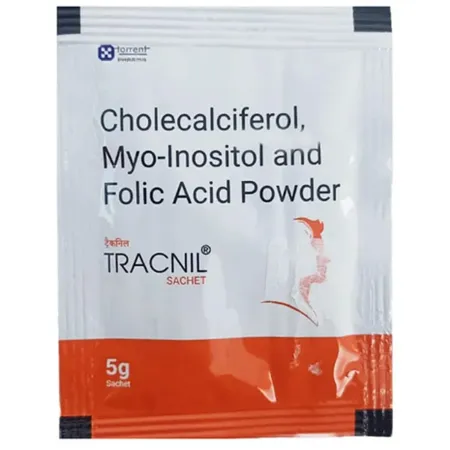 torrent
Cholecalciferol,
Myo-Inositol and
Folic Acid Powder
ट्रैकनिल
TRACNIL®
SACHET
5g
Sachet